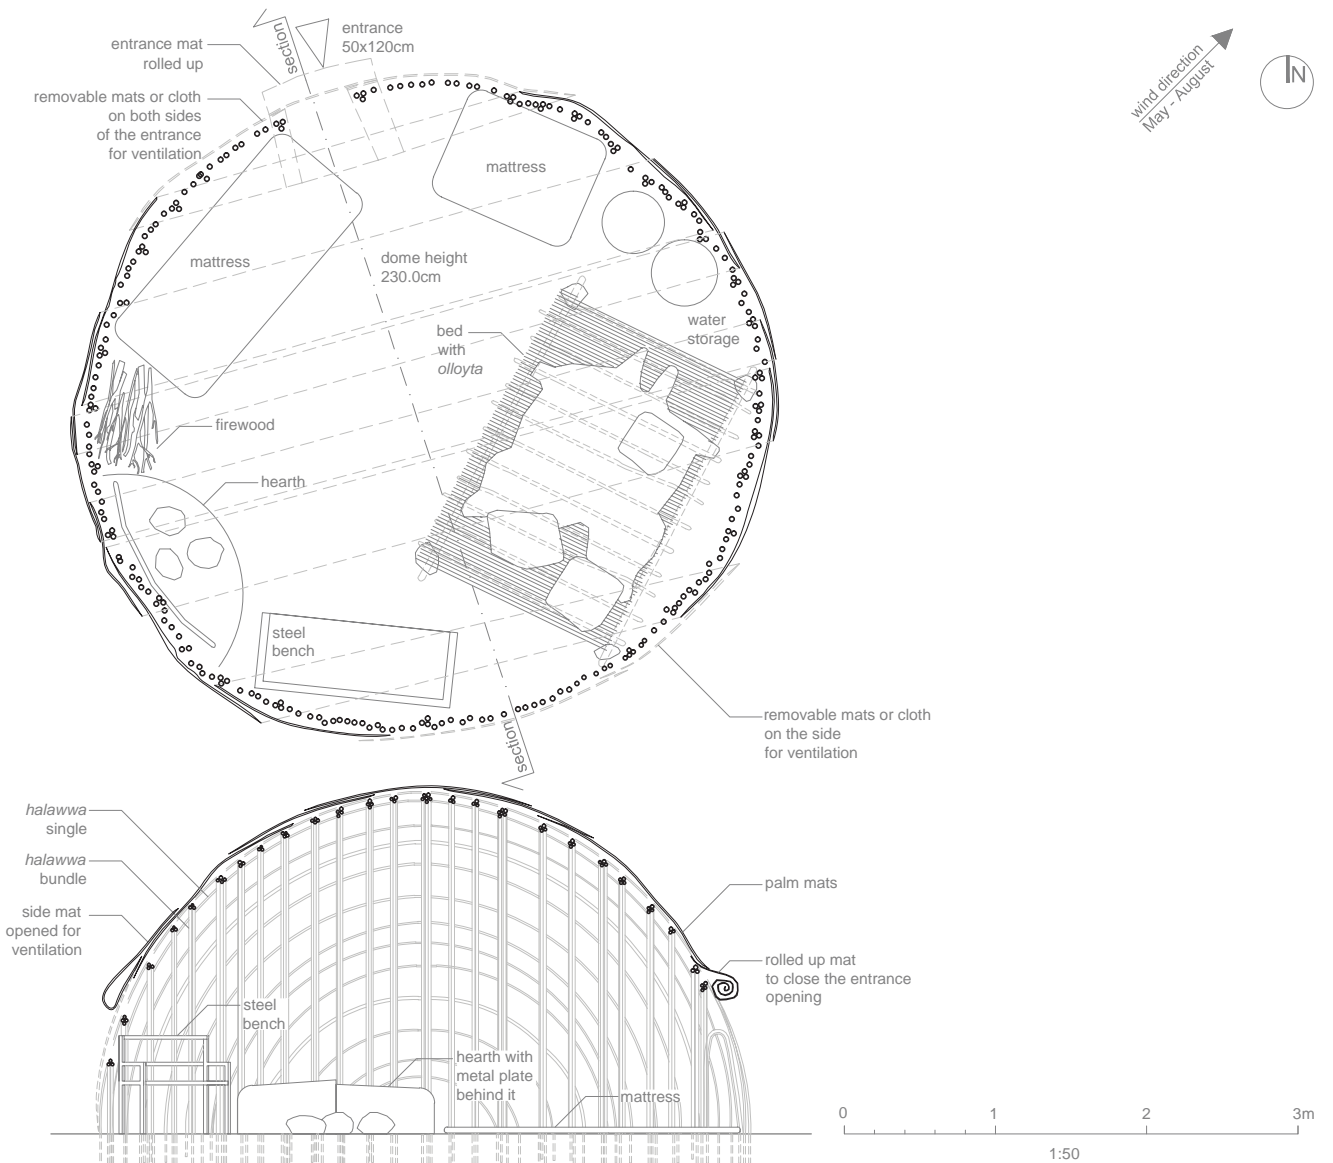 section
entrance
50x120cm
entrance mat
rolled up
removable mats or cloth
on both sides
of the entrance
for ventilation
wind direction
May - August
N
mattress
mattress
dome height
230.0cm
bed
with
olloyta
water
storage
firewood
hearth
steel
bench
removable mats or cloth
on the side
for ventilation
section
halawwa
single
halawwa
bundle
side mat
opened for
ventilation
palm mats
rolled up mat
to close the entrance
opening
steel
bench
hearth with
metal plate
behind it
mattress
0 1 2 3m
1:50